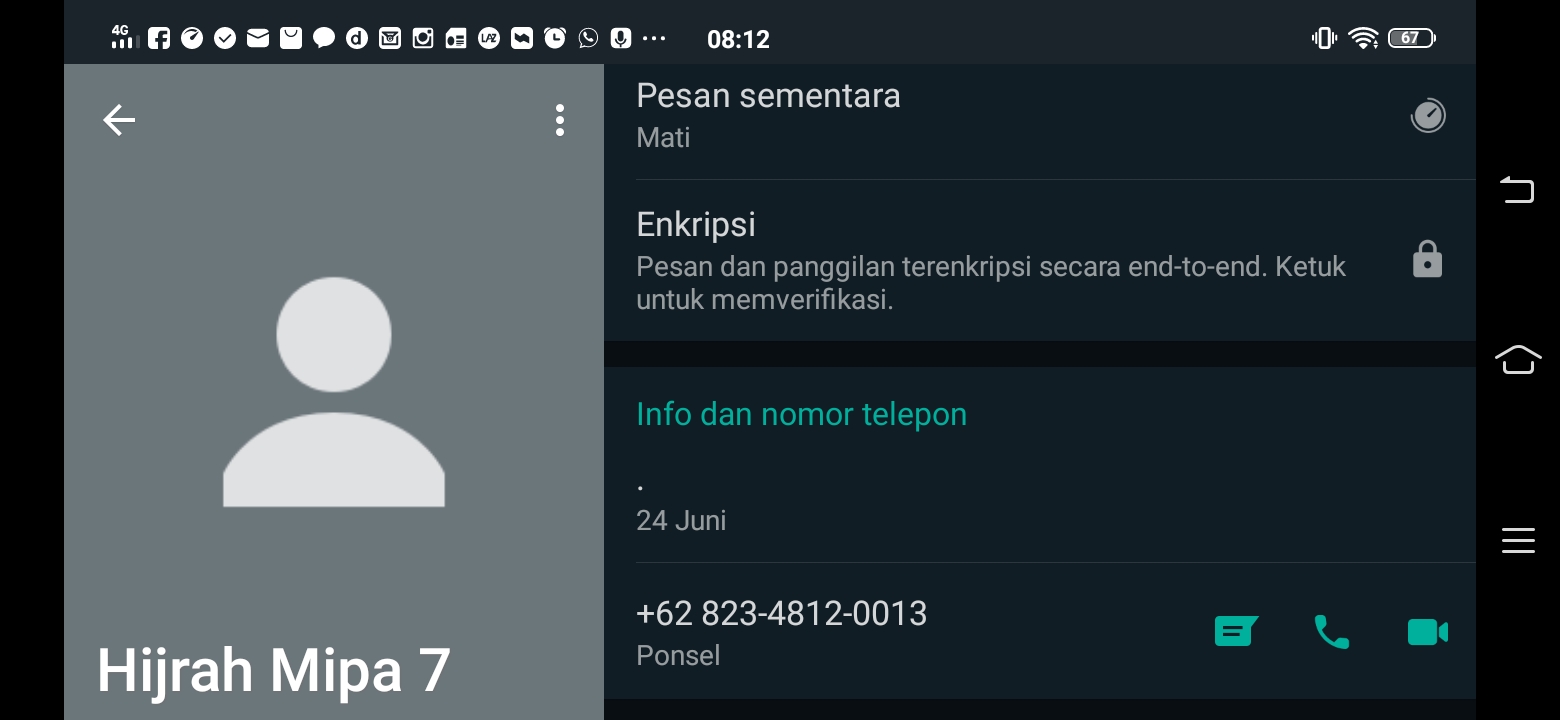 4G
08:12
67
Pesan sementara
Mati
Enkripsi
Pesan dan panggilan terenkripsi secara end-to-end. Ketuk
untuk memverifikasi.
Info dan nomor telepon
.
24 Juni
+62 823-4812-0013
Ponsel
Hijrah Mipa 7